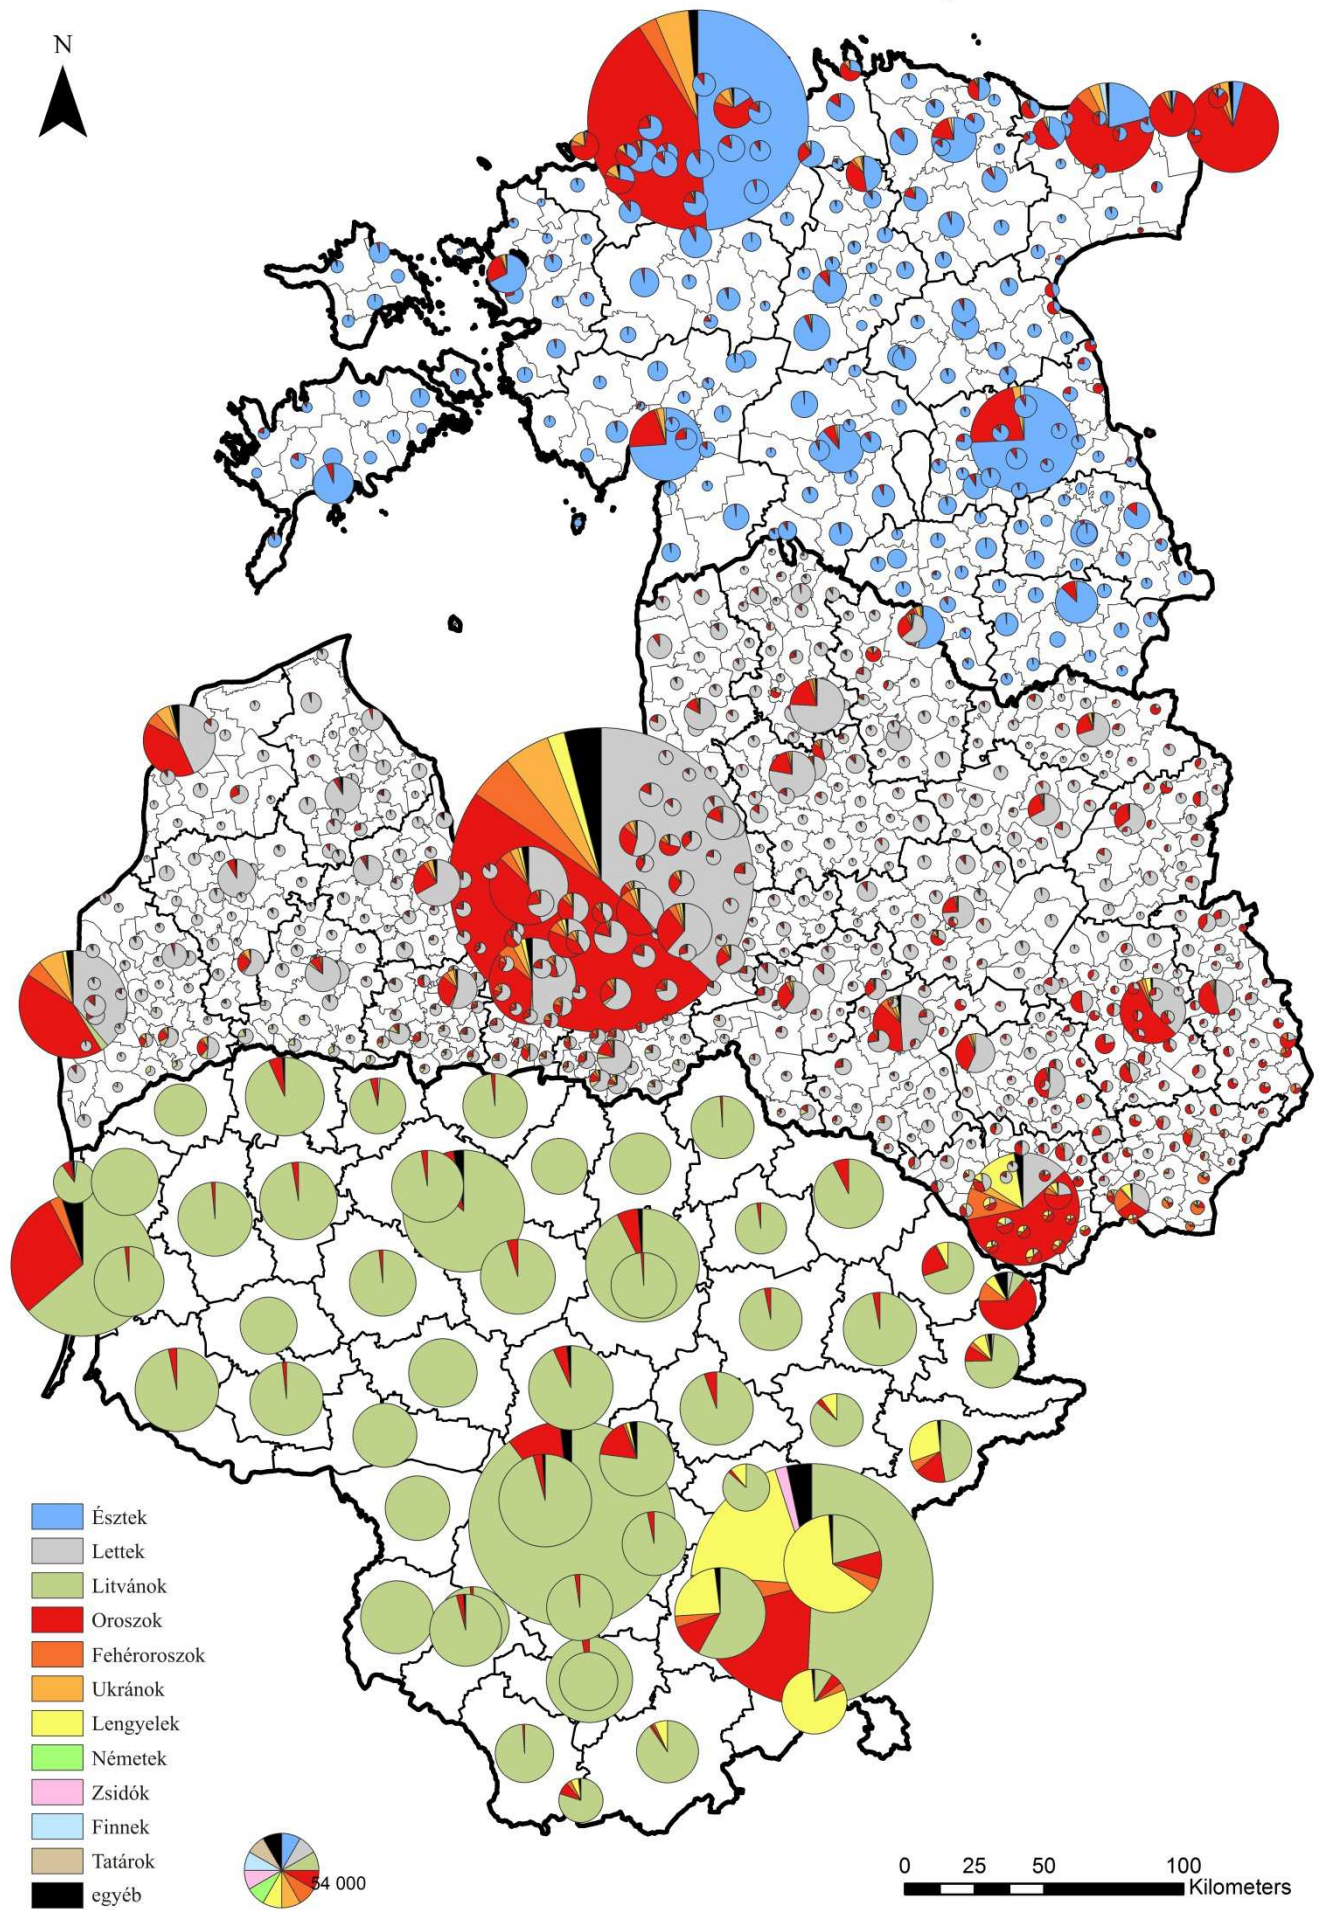 N
Észtek
Lettek
Litvánok
Oroszok
Fehéroroszok
Ukránok
Lengyelek
Németek
Zsidók
Finnek
Tatárok
egyéb
54 000
0 25 50 100
Kilometers